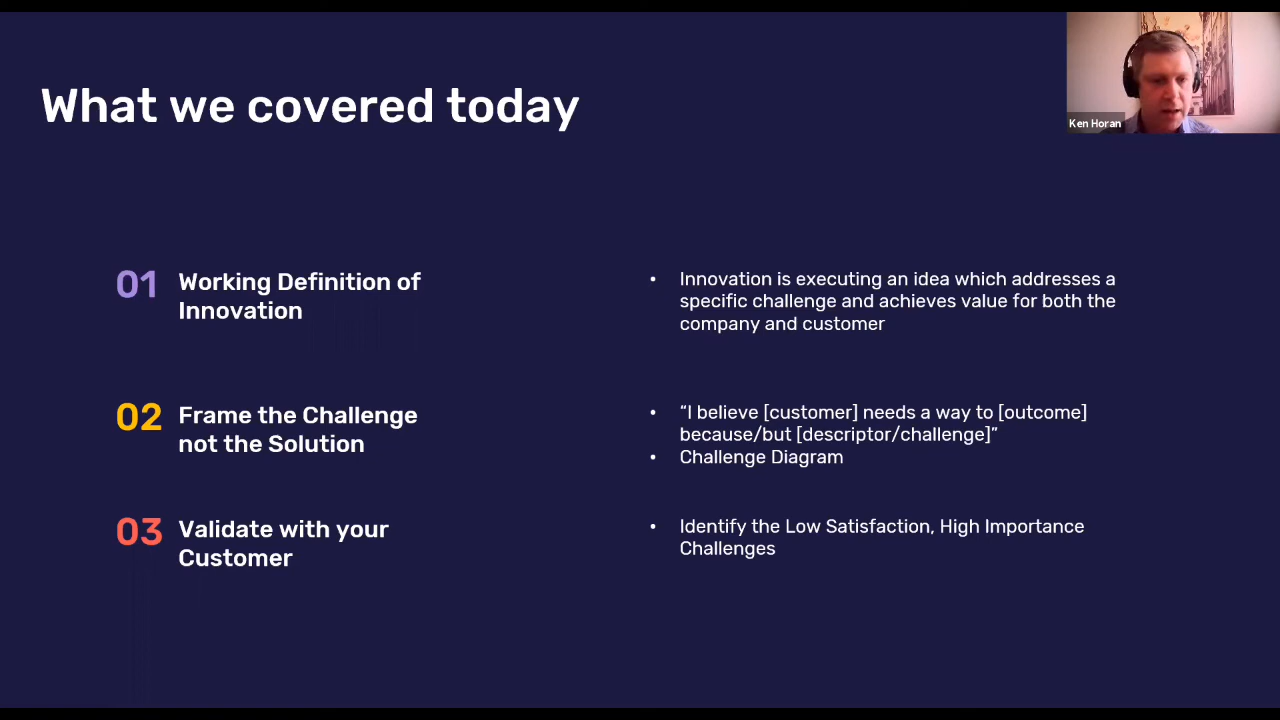 What we covered today
Ken Horan
01
Working Definition of
Innovation
• Innovation is executing an idea which addresses a
specific challenge and achieves value for both the
company and customer
02
Frame the Challenge
not the Solution
• “I believe [customer] needs a way to [outcome]
because/but [descriptor/challenge]”
• Challenge Diagram
03
Validate with your
Customer
• Identify the Low Satisfaction, High Importance
Challenges